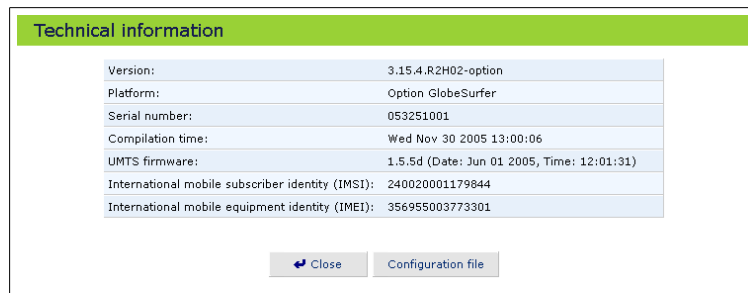 Technical information
Version: 3.15.4.R2H02-option
Platform: Option GlobeSurfer
Serial number: 053251001
Compilation time: Wed Nov 30 2005 13:00:06
UMTS firmware: 1.5.5d (Date: Jun 01 2005, Time: 12:01:31)
International mobile subscriber identity (IMSI): 240020001179844
International mobile equipment identity (IMEI): 356955003773301
Close Configuration file